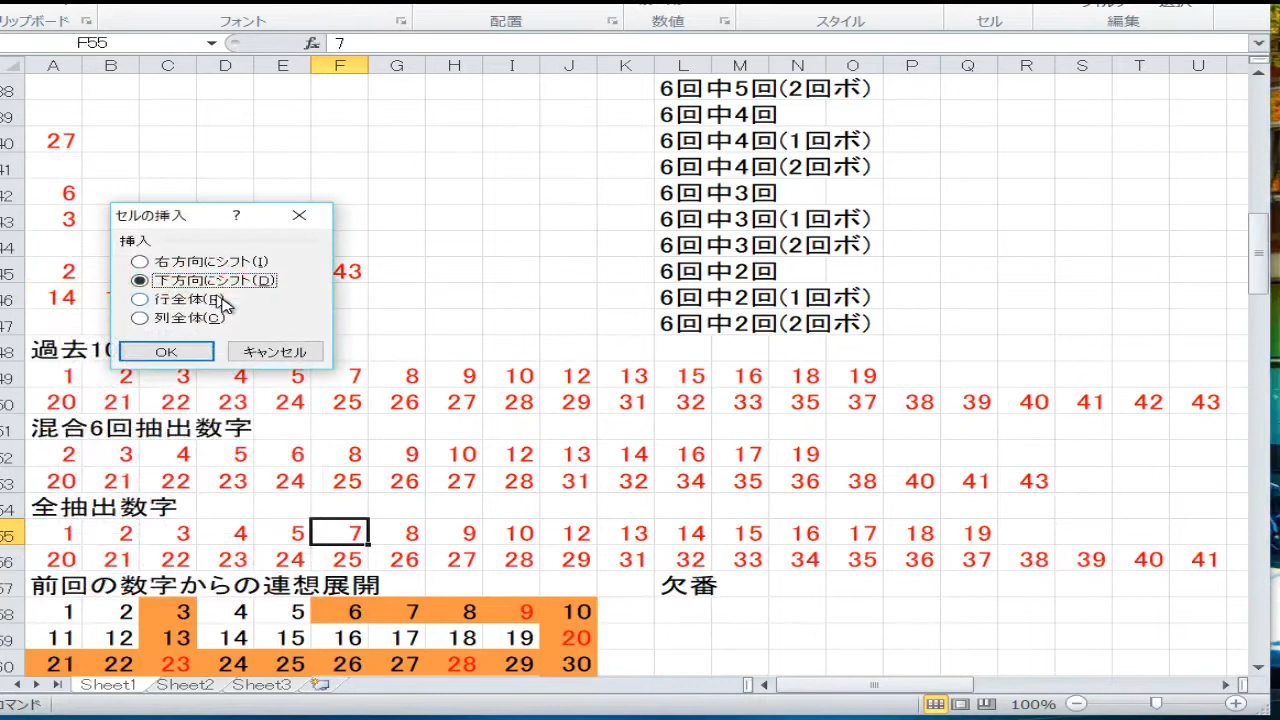 リップボード フォント 配置 数値 スタイル セル 編集
F55 fx 7
A B C D E F G H I J K L M N O P Q R S T U
6回中5回(2回ボ)
6回中4回
27 6回中4回(1回ボ)
6回中4回(2回ボ)
6 6回中3回
3 6回中3回(1回ボ)
6回中3回(2回ボ)
2 43 6回中2回
14 6回中2回(1回ボ)
6回中2回(2回ボ)
セルの挿入 ?
挿入
右方向にシフト(I)
下方向にシフト(D)
行全体(R)
列全体(C)
OK キャンセル
過去10
1 2 3 4 5 7 8 9 10 12 13 15 16 18 19
20 21 22 23 24 25 26 27 28 29 31 32 33 35 37 38 39 40 41 42 43
混合6回抽出数字
2 3 4 5 6 8 9 10 12 13 14 16 17 19
20 21 22 23 24 25 26 27 28 31 32 34 35 36 38 40 41 43
全抽出数字
55 1 2 3 4 5 7 8 9 10 12 13 14 15 16 17 18 19
20 21 22 23 24 25 26 27 28 29 31 32 33 34 35 36 38 39 40 41
前回の数字からの連想展開 欠番
1 2 3 4 5 6 7 8 9 10
11 12 13 14 15 16 17 18 19 20
21 22 23 24 25 26 27 28 29 30
Sheet1 Sheet2 Sheet3
コマンド 100%